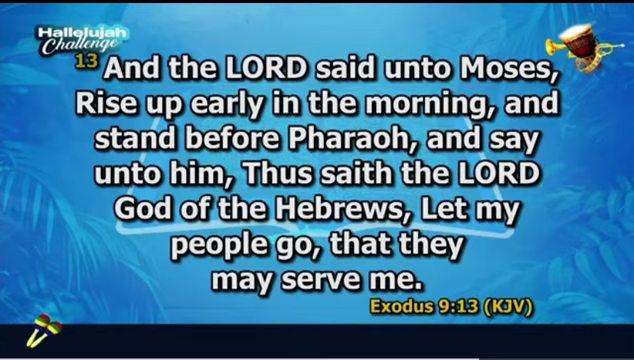 Hallelujah
Challenge
13 And the LORD said unto Moses,
Rise up early in the morning, and
stand before Pharaoh, and say
unto him, Thus saith the LORD
God of the Hebrews, Let my
people go, that they
may serve me.
Exodus 9:13 (KJV)